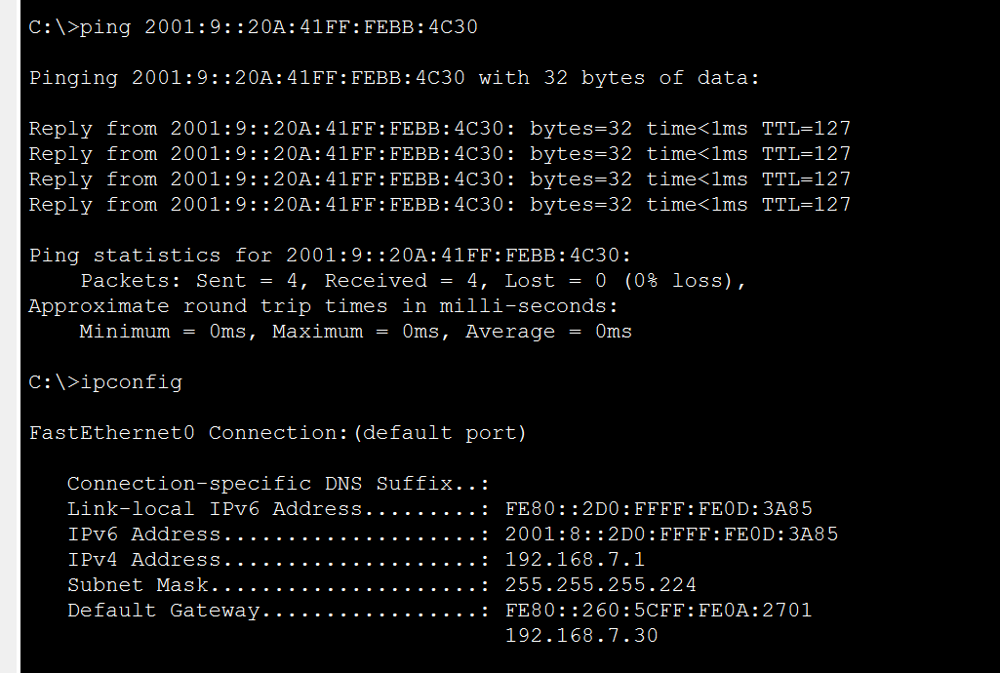 C:\>ping 2001:9::20A:41FF:FEBB:4C30
Pinging 2001:9::20A:41FF:FEBB:4C30 with 32 bytes of data:
Reply from 2001:9::20A:41FF:FEBB:4C30: bytes=32 time<1ms TTL=127
Reply from 2001:9::20A:41FF:FEBB:4C30: bytes=32 time<1ms TTL=127
Reply from 2001:9::20A:41FF:FEBB:4C30: bytes=32 time<1ms TTL=127
Reply from 2001:9::20A:41FF:FEBB:4C30: bytes=32 time<1ms TTL=127
Ping statistics for 2001:9::20A:41FF:FEBB:4C30:
    Packets: Sent = 4, Received = 4, Lost = 0 (0% loss),
Approximate round trip times in milli-seconds:
    Minimum = 0ms, Maximum = 0ms, Average = 0ms
C:\>ipconfig
FastEthernet0 Connection:(default port)
   Connection-specific DNS Suffix..:
   Link-local IPv6 Address.........: FE80::2D0:FFFF:FE0D:3A85
   IPv6 Address....................: 2001:8::2D0:FFFF:FE0D:3A85
   IPv4 Address....................: 192.168.7.1
   Subnet Mask.....................: 255.255.255.224
   Default Gateway.................: FE80::260:5CFF:FE0A:2701
                                     192.168.7.30